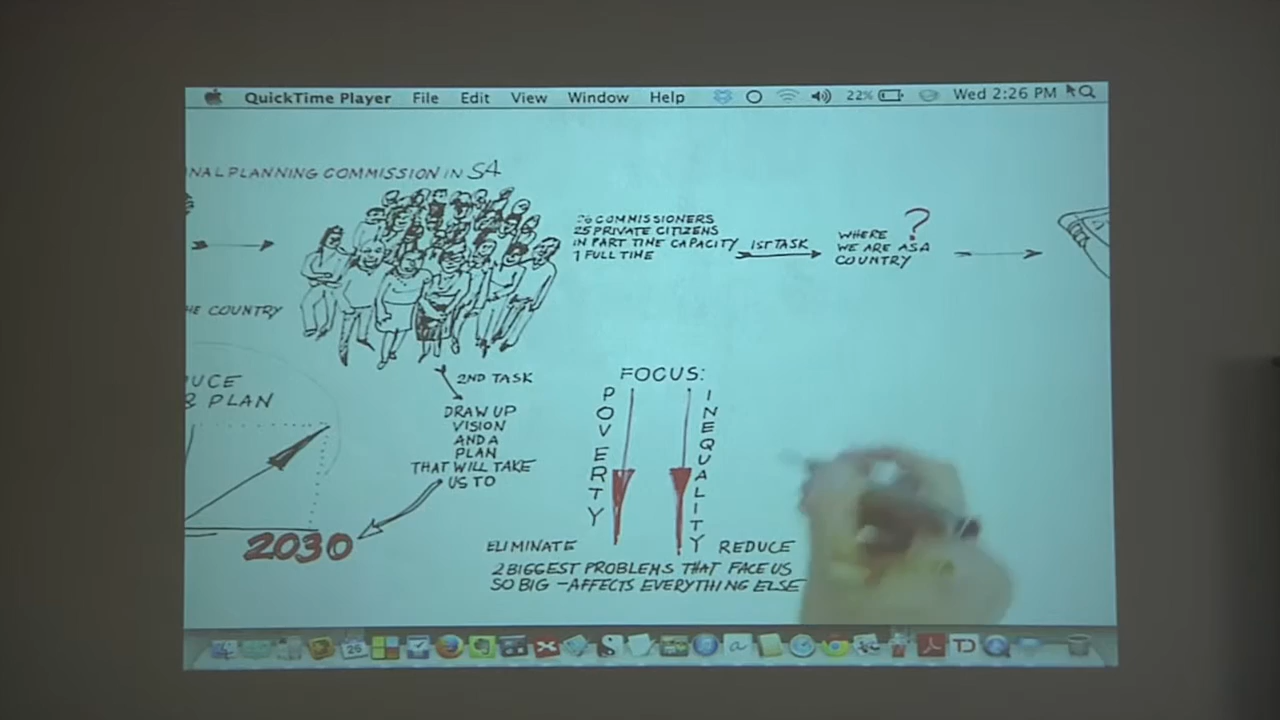 QuickTime Player File Edit View Window Help 22% Wed 2:26 PM
NAL PLANNING COMMISSION IN SA
COMMISSIONERS
25 PRIVATE CITIZENS
IN PART TIME CAPACITY
1 FULL TIME
1ST TASK
WHERE ?
WE ARE AS A
COUNTRY
HE COUNTRY
UCE
& PLAN
2030
2ND TASK
DRAW UP
VISION
AND A
PLAN
THAT WILL TAKE
US TO
FOCUS:
POVERTY
INEQUALITY
ELIMINATE
REDUCE
2 BIGGEST PROBLEMS THAT FACE US
SO BIG - AFFECTS EVERYTHING ELSE
26
S
a
TD